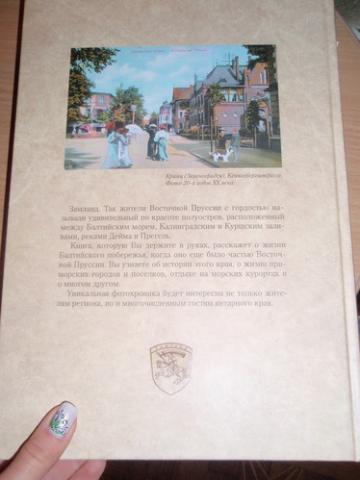 Кранц (Зеленоградск), Кёнигсбергштрассе.
Фото 20-х годов XX века
Земланд. Так жители Восточной Пруссии с гордостью на-
зывали удивительный по красоте полуостров, расположенный
между Балтийским морем, Калининградским и Куршским зали-
вами, реками Дейма и Преголь.
Книга, которую Вы держите в руках, расскажет о жизни
Балтийского побережья, когда оно еще было частью Восточ-
ной Пруссии. Вы узнаете об истории этого края, о жизни при-
морских городов и поселков, отдыхе на морских курортах и
о многом другом.
Уникальная фотохроника будет интересна не только жите-
лям региона, но и многочисленным гостям янтарного края.